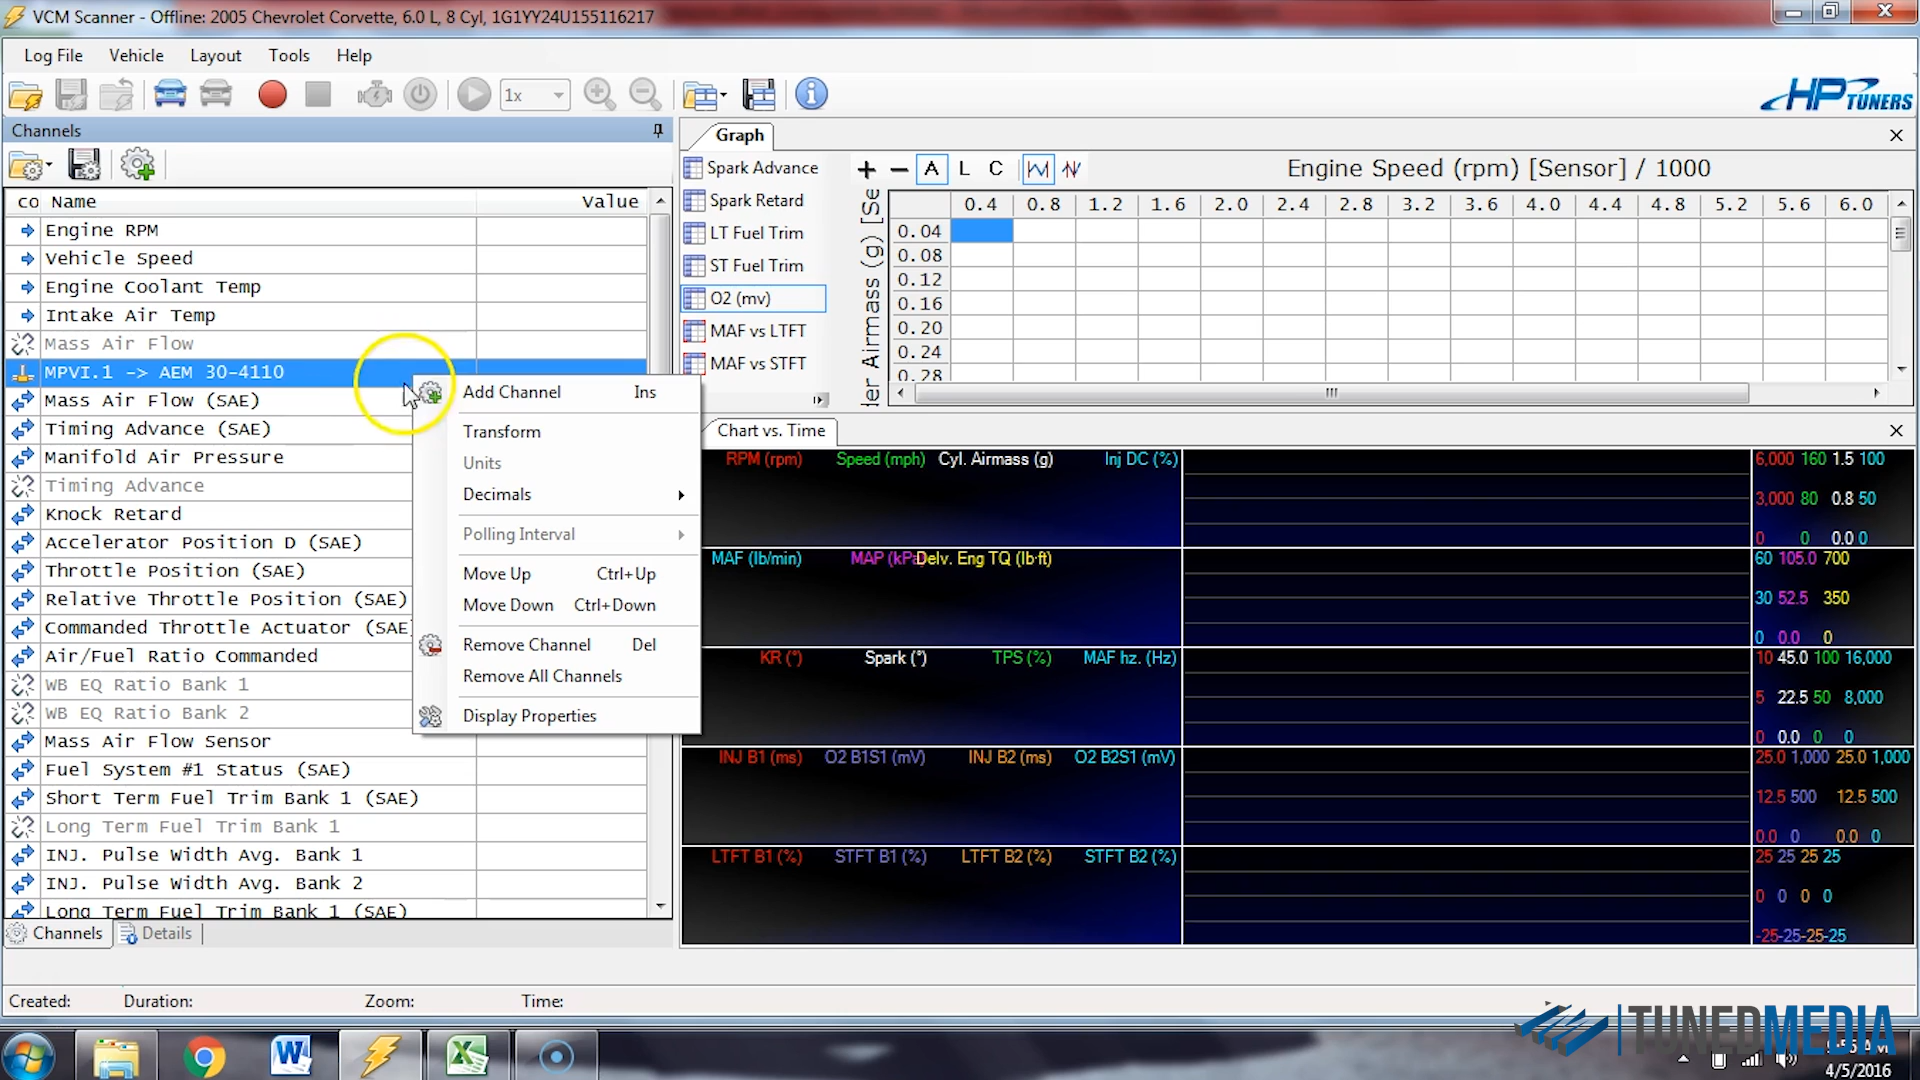 VCM Scanner - Offline: 2005 Chevrolet Corvette, 6.0 L, 8 Cyl, 1G1YY24U155116217
Log File Vehicle Layout Tools Help
1x
HP TUNERS
Channels
co Name Value
Engine RPM
Vehicle Speed
Engine Coolant Temp
Intake Air Temp
Mass Air Flow
MPVI.1 -> AEM 30-4110
Mass Air Flow (SAE)
Timing Advance (SAE)
Manifold Air Pressure
Timing Advance
Knock Retard
Accelerator Position D (SAE)
Throttle Position (SAE)
Relative Throttle Position (SAE)
Commanded Throttle Actuator (SAE)
Air/Fuel Ratio Commanded
WB EQ Ratio Bank 1
WB EQ Ratio Bank 2
Mass Air Flow Sensor
Fuel System #1 Status (SAE)
Short Term Fuel Trim Bank 1 (SAE)
Long Term Fuel Trim Bank 1
INJ. Pulse Width Avg. Bank 1
INJ. Pulse Width Avg. Bank 2
Long Term Fuel Trim Bank 1 (SAE)
Channels Details
Add Channel Ins
Transform
Units
Decimals
Polling Interval
Move Up Ctrl+Up
Move Down Ctrl+Down
Remove Channel Del
Remove All Channels
Display Properties
Graph
Spark Advance
Spark Retard
LT Fuel Trim
ST Fuel Trim
O2 (mv)
MAF vs LTFT
MAF vs STFT
A L C
Engine Speed (rpm) [Sensor] / 1000
der Airmass (g) [Se
0.4 0.8 1.2 1.6 2.0 2.4 2.8 3.2 3.6 4.0 4.4 4.8 5.2 5.6 6.0
0.04
0.08
0.12
0.16
0.20
0.24
0.28
Chart vs. Time
RPM (rpm) Speed (mph) Cyl. Airmass (g) Inj DC (%)
6,000 160 1.5 100
3,000 80 0.8 50
0 0 0.0 0
MAF (lb/min) MAP (kPa Delv. Eng TQ (lb·ft)
60 105.0 700
30 52.5 350
0 0.0 0
KR (°) Spark (°) TPS (%) MAF hz. (Hz)
10 45.0 100 16,000
5 22.5 50 8,000
0 0.0 0 0
INJ B1 (ms) O2 B1S1 (mV) INJ B2 (ms) O2 B2S1 (mV)
25.0 1,000 25.0 1,000
12.5 500 12.5 500
0.0 0 0.0 0
LTFT B1 (%) STFT B1 (%) LTFT B2 (%) STFT B2 (%)
25 25 25 25
0 0 0 0
-25 -25 -25 -25
Created: Duration: Zoom: Time:
TUNEDMEDIA
4/5/2016